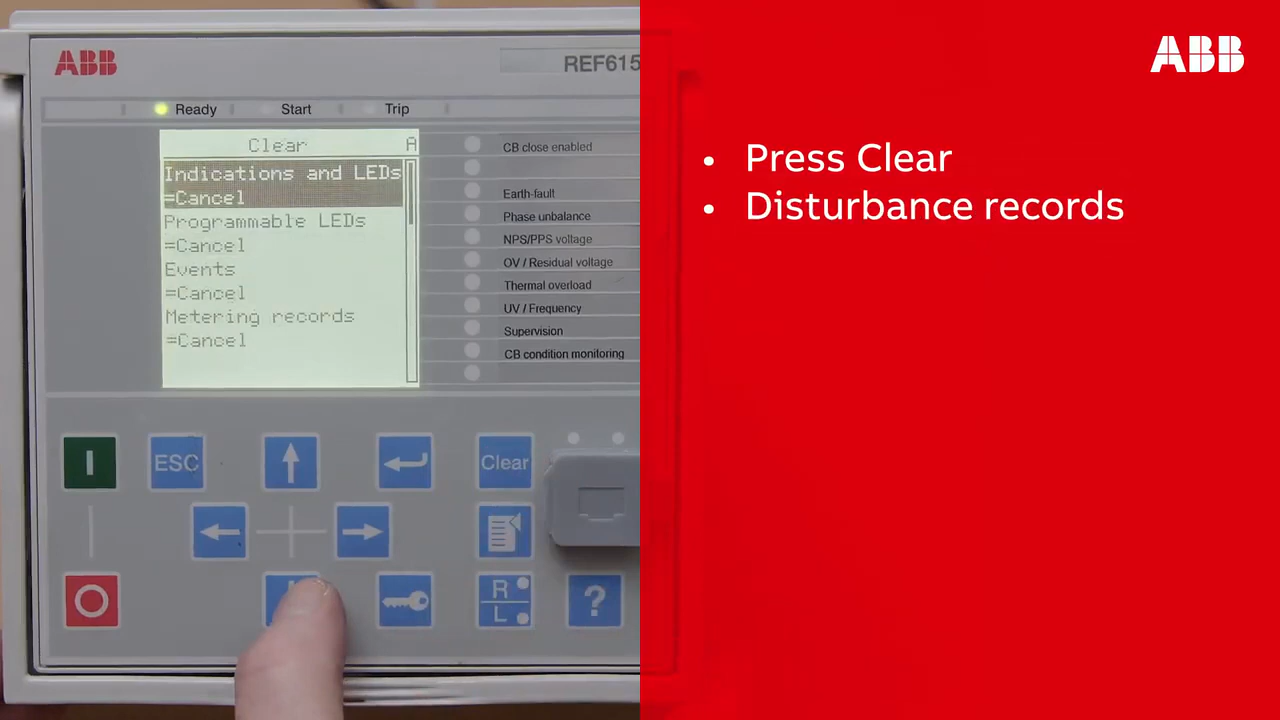 ABB
REF615
Ready
Start
Trip
Clear A
Indications and LEDs
=Cancel
Programmable LEDs
=Cancel
Events
=Cancel
Metering records
=Cancel
CB close enabled
Earth-fault
Phase unbalance
NPS/PPS voltage
OV / Residual voltage
Thermal overload
UV / Frequency
Supervision
CB condition monitoring
I
ESC
Clear
R
L
?
ABB
• Press Clear
• Disturbance records